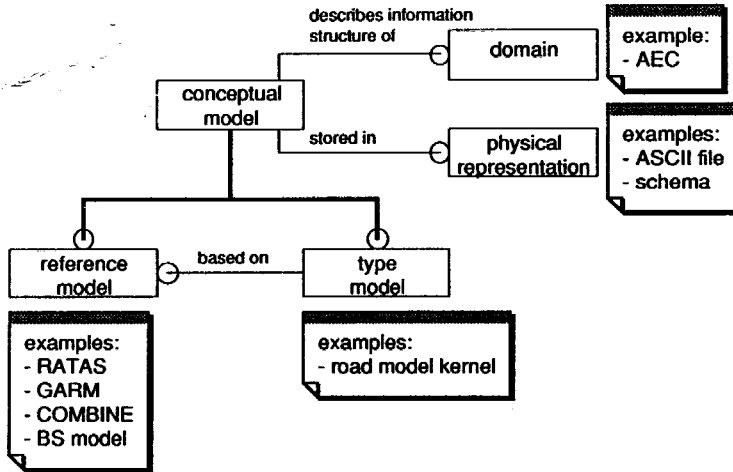 describes information
structure of
domain
example:
- AEC
conceptual
model
stored in
physical
representation
examples:
- ASCII file
- schema
reference
model
based on
type
model
examples:
- RATAS
- GARM
- COMBINE
- BS model
examples:
- road model kernel